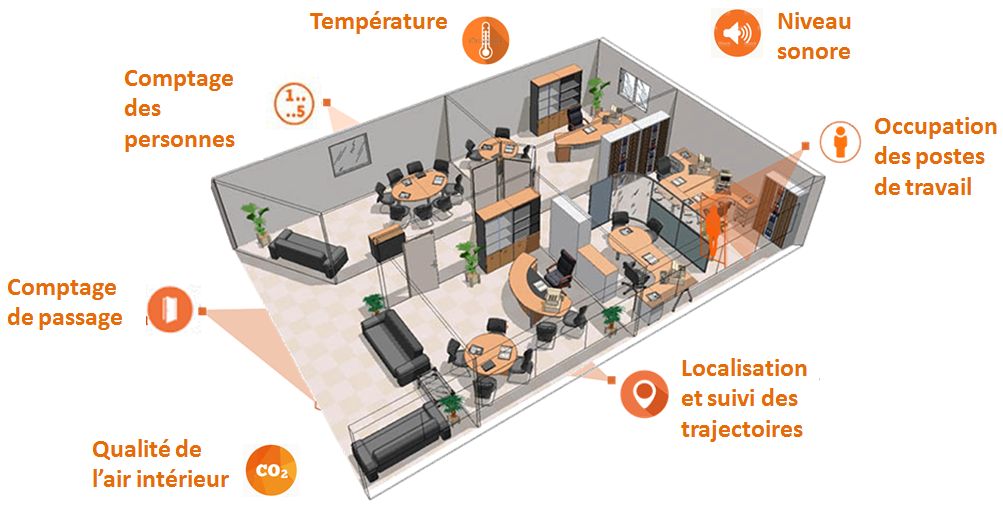 Température
Niveau
sonore
Comptage
des
personnes
1..
..5
Occupation
des postes
de travail
Comptage
de passage
Localisation
et suivi des
trajectoires
Qualité de
l’air intérieur
CO₂